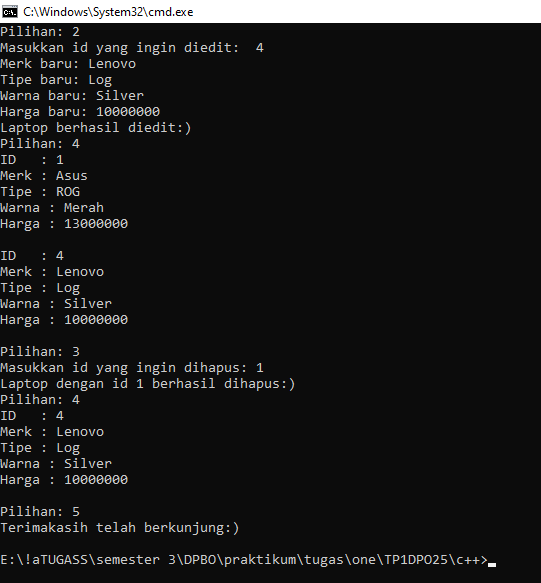 C:\Windows\System32\cmd.exe
Pilihan: 2
Masukkan id yang ingin diedit:  4
Merk baru: Lenovo
Tipe baru: Log
Warna baru: Silver
Harga baru: 10000000
Laptop berhasil diedit:)
Pilihan: 4
ID   : 1
Merk : Asus
Tipe : ROG
Warna : Merah
Harga : 13000000

ID   : 4
Merk : Lenovo
Tipe : Log
Warna : Silver
Harga : 10000000

Pilihan: 3
Masukkan id yang ingin dihapus: 1
Laptop dengan id 1 berhasil dihapus:)
Pilihan: 4
ID   : 4
Merk : Lenovo
Tipe : Log
Warna : Silver
Harga : 10000000

Pilihan: 5
Terimakasih telah berkunjung:)

E:\!aTUGASS\semester 3\DPBO\praktikum\tugas\one\TP1DPO25\c++>